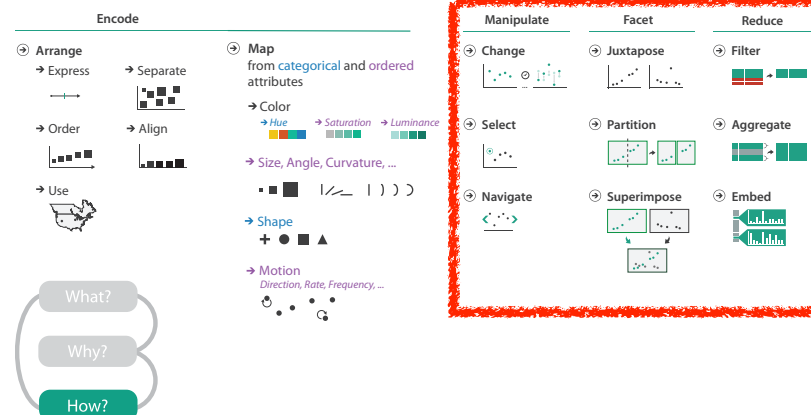 Encode
Arrange
Express
Separate
Order
Align
Use
Map
from categorical and ordered
attributes
Color
Hue
Saturation
Luminance
Size, Angle, Curvature, ...
Shape
Motion
Direction, Rate, Frequency, ...
What?
Why?
How?
Manipulate
Change
...
Select
Navigate
Facet
Juxtapose
Partition
Superimpose
Reduce
Filter
Aggregate
Embed